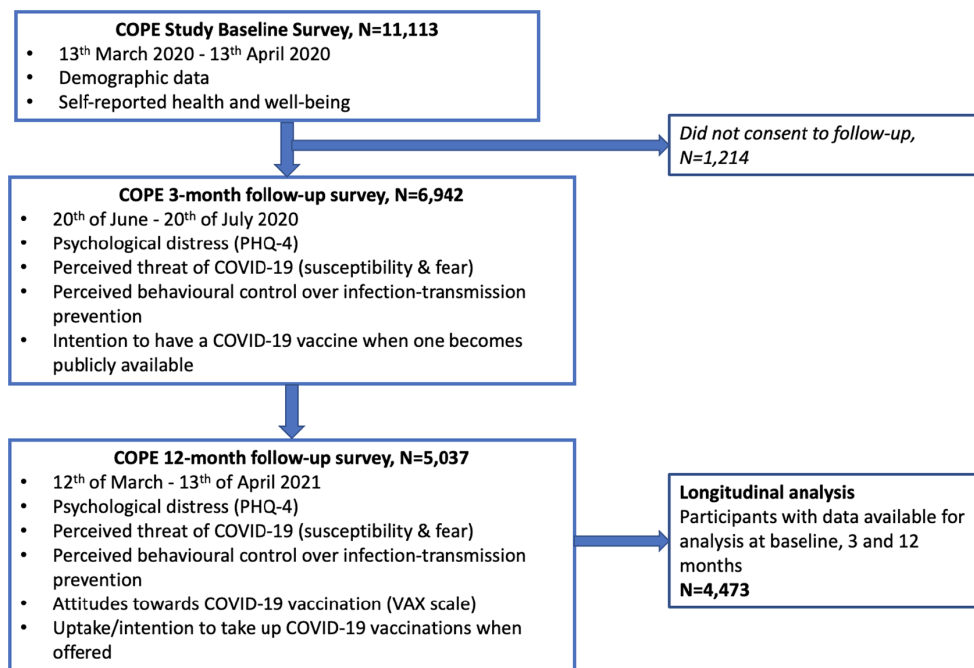 COPE Study Baseline Survey, N=11,113
• 13th March 2020 - 13th April 2020
• Demographic data
• Self-reported health and well-being
Did not consent to follow-up,
N=1,214
COPE 3-month follow-up survey, N=6,942
• 20th of June - 20th of July 2020
• Psychological distress (PHQ-4)
• Perceived threat of COVID-19 (susceptibility & fear)
• Perceived behavioural control over infection-transmission
prevention
• Intention to have a COVID-19 vaccine when one becomes
publicly available
COPE 12-month follow-up survey, N=5,037
• 12th of March - 13th of April 2021
• Psychological distress (PHQ-4)
• Perceived threat of COVID-19 (susceptibility & fear)
• Perceived behavioural control over infection-transmission
prevention
• Attitudes towards COVID-19 vaccination (VAX scale)
• Uptake/intention to take up COVID-19 vaccinations when
offered
Longitudinal analysis
Participants with data available for
analysis at baseline, 3 and 12
months
N=4,473